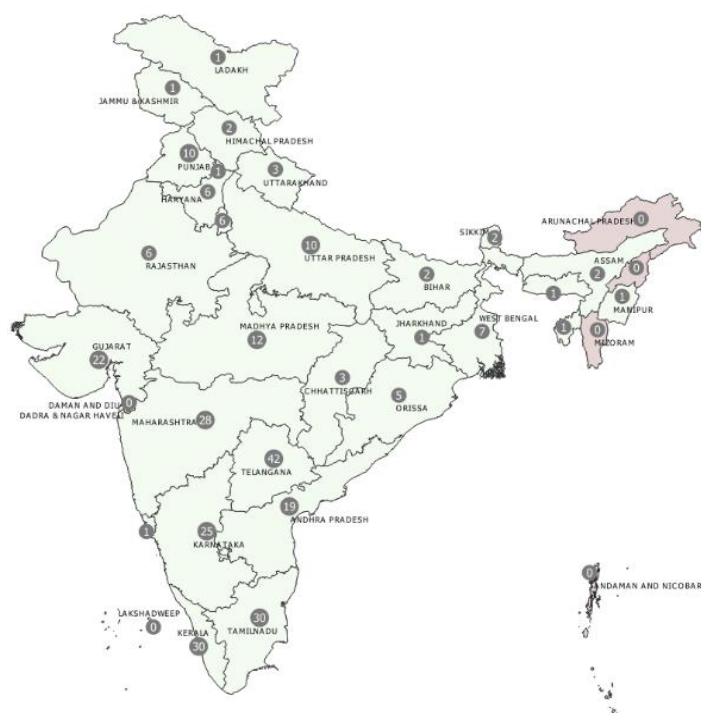 1
LADAKH
1
JAMMU & KASHMIR
2
HIMACHAL PRADESH
10
PUNJAB
1
3
UTTARAKHAND
6
HARYANA
6
ARUNACHAL PRADESH
0
SIKKIM
2
10
UTTAR PRADESH
6
RAJASTHAN
ASSAM
2
0
2
BIHAR
1
1
MANIPUR
WEST BENGAL
7
JHARKHAND
1
1
0
MIZORAM
MADHYA PRADESH
12
GUJARAT
22
3
CHHATTISGARH
5
ORISSA
0
DAMAN AND DIU
DADRA & NAGAR HAVELI
MAHARASHTRA
28
42
TELANGANA
19
ANDHRA PRADESH
1
25
KARNATAKA
0
ANDAMAN AND NICOBAR
LAKSHADWEEP
0
KERALA
30
30
TAMILNADU